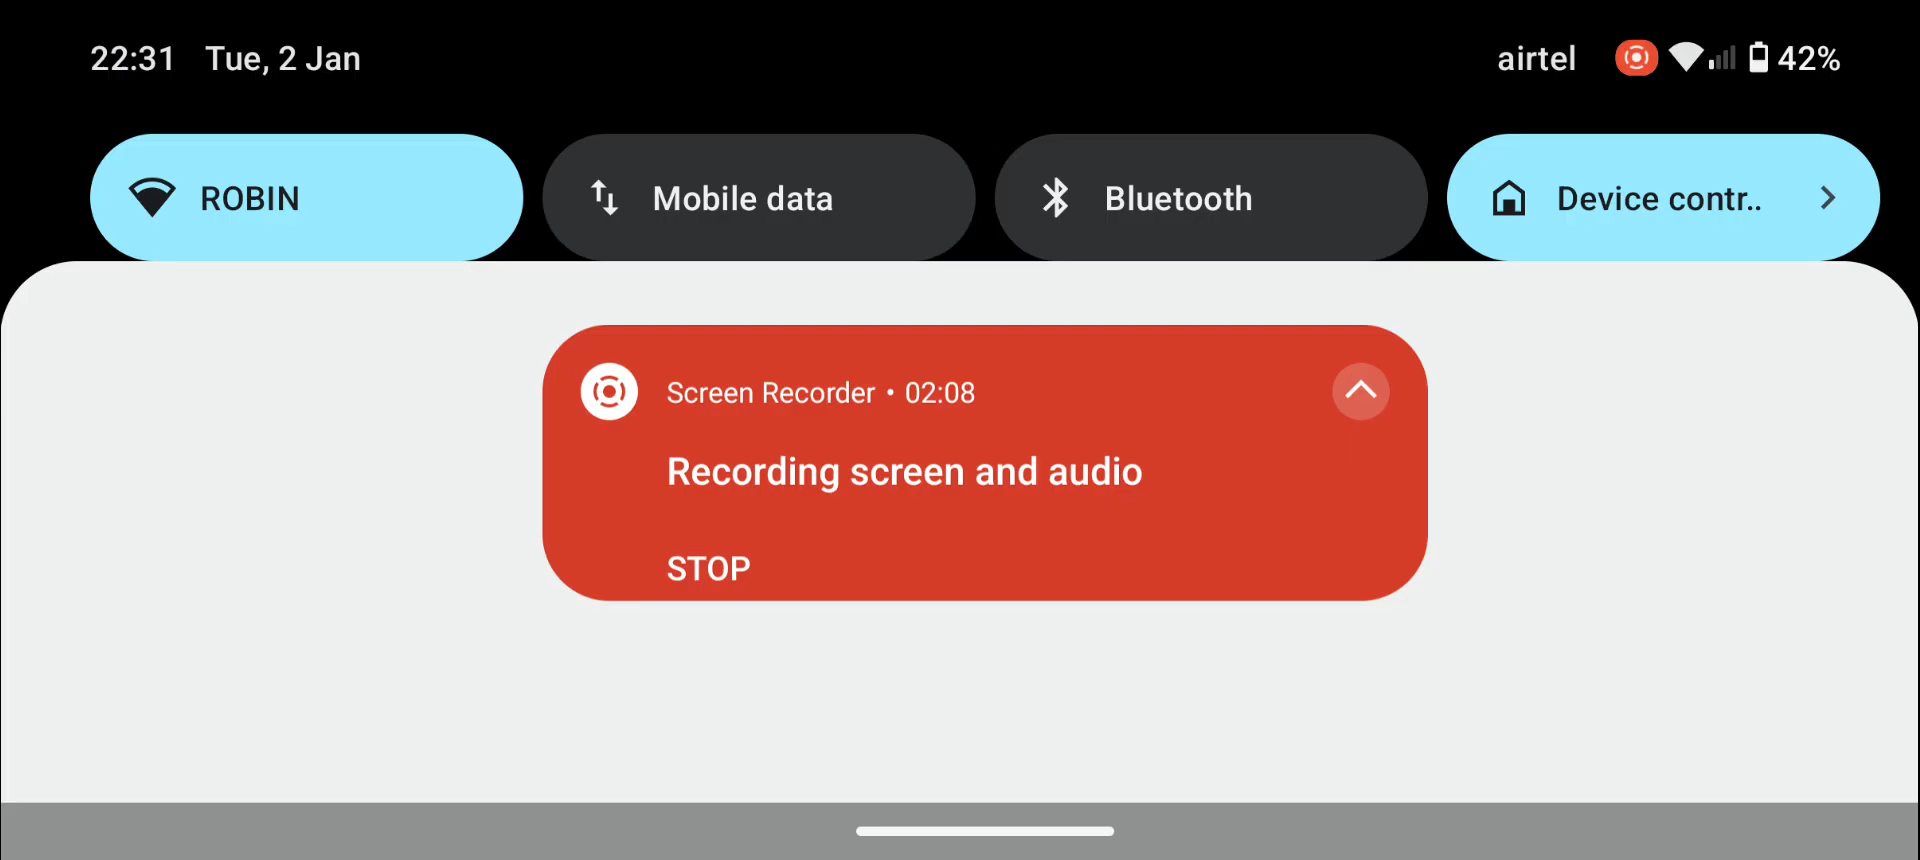 22:31 Tue, 2 Jan airtel 42%
ROBIN Mobile data Bluetooth Device contr..
Screen Recorder • 02:08
Recording screen and audio
STOP